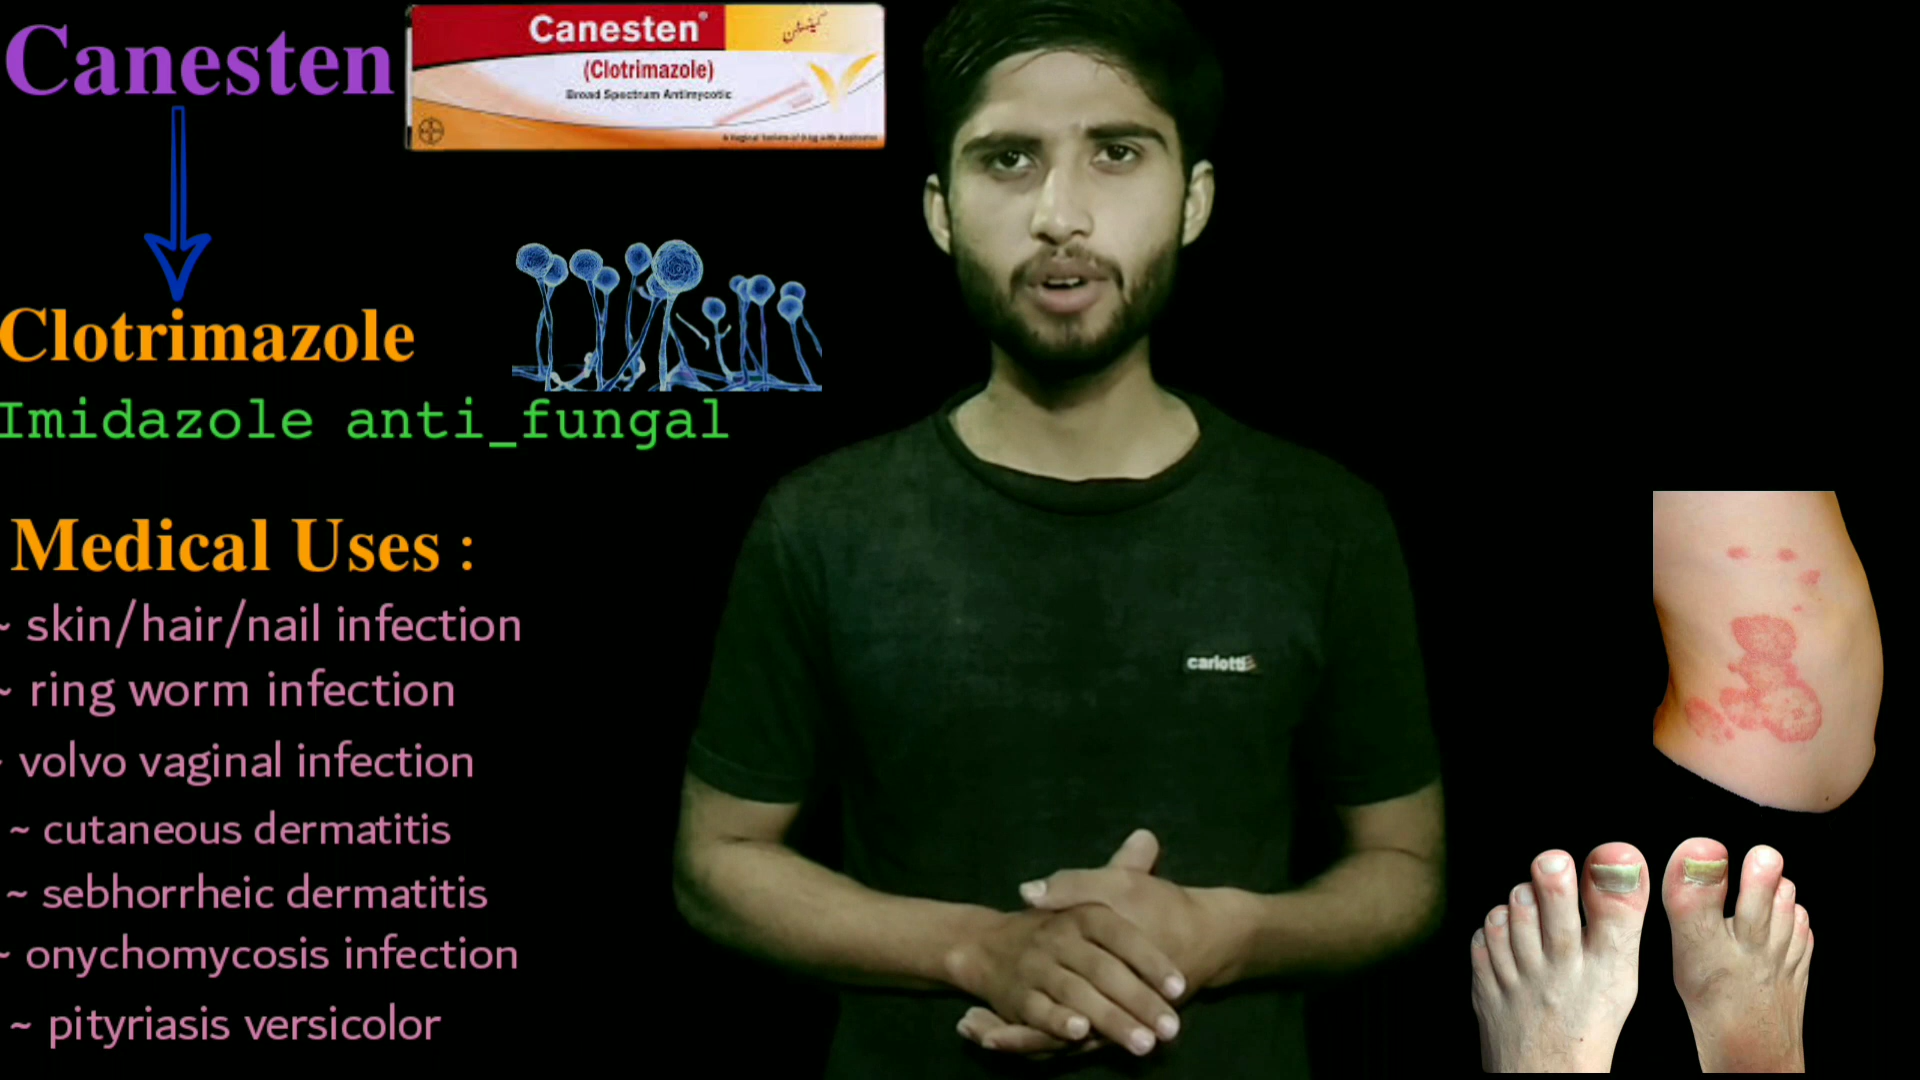 Canesten
Canesten®
کینیسٹن
(Clotrimazole)
Broad Spectrum Antimycotic
Clotrimazole
Imidazole anti_fungal
Medical Uses :
~ skin/hair/nail infection
~ ring worm infection
~ volvo vaginal infection
~ cutaneous dermatitis
~ sebhorrheic dermatitis
~ onychomycosis infection
~ pityriasis versicolor
carlotti